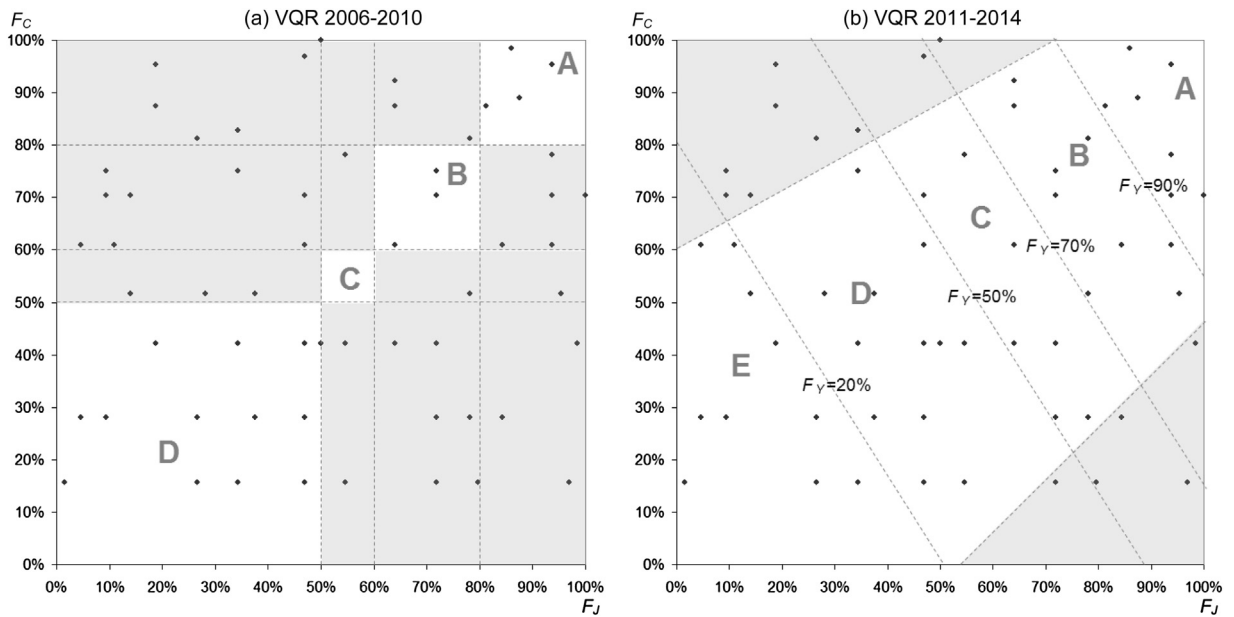 (a) VQR 2006-2010
F_C
100%
90%
80%
70%
60%
50%
40%
30%
20%
10%
0%
A
B
C
D
0% 10% 20% 30% 40% 50% 60% 70% 80% 90% 100%
F_J
(b) VQR 2011-2014
F_C
100%
90%
80%
70%
60%
50%
40%
30%
20%
10%
0%
A
B
F_Y=90%
C
F_Y=70%
D
F_Y=50%
E
F_Y=20%
0% 10% 20% 30% 40% 50% 60% 70% 80% 90% 100%
F_J